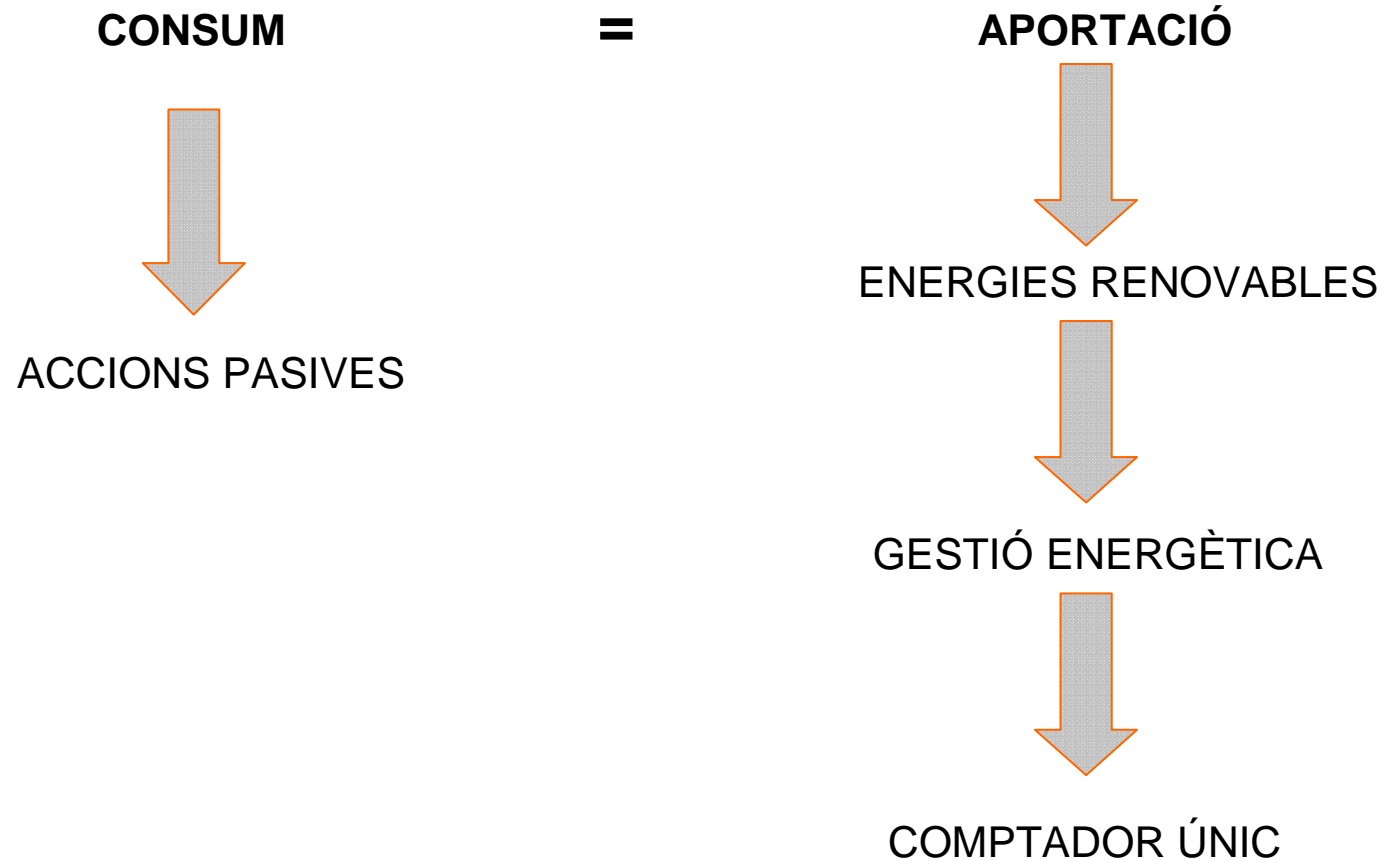 CONSUM = APORTACIÓ
ENERGIES RENOVABLES
ACCIONS PASIVES
GESTIÓ ENERGÈTICA
COMPTADOR ÚNIC